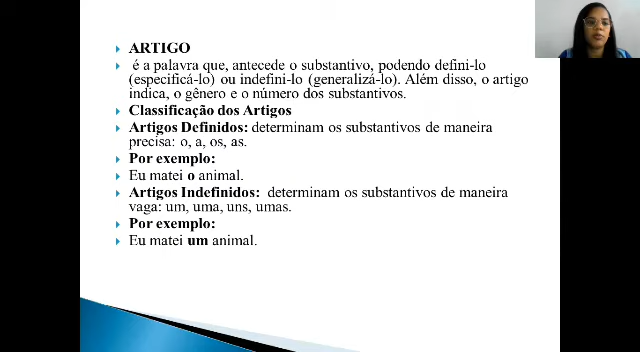 ARTIGO
é a palavra que, antecede o substantivo, podendo defini-lo
(especificá-lo) ou indefini-lo (generalizá-lo). Além disso, o artigo
indica, o gênero e o número dos substantivos.
Classificação dos Artigos
Artigos Definidos: determinam os substantivos de maneira
precisa: o, a, os, as.
Por exemplo:
Eu matei o animal.
Artigos Indefinidos: determinam os substantivos de maneira
vaga: um, uma, uns, umas.
Por exemplo:
Eu matei um animal.